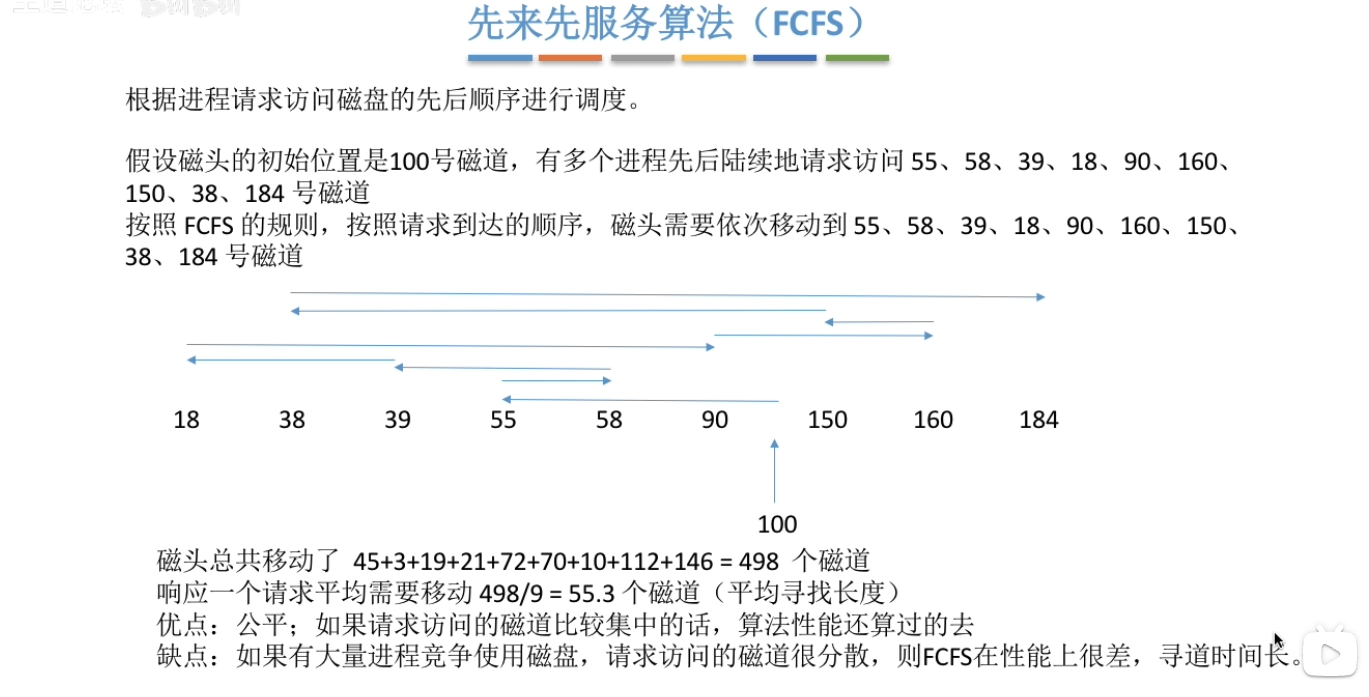 先来先服务算法（FCFS）
根据进程请求访问磁盘的先后顺序进行调度。
假设磁头的初始位置是100号磁道，有多个进程先后陆续地请求访问 55、58、39、18、90、160、
150、38、184 号磁道
按照 FCFS 的规则，按照请求到达的顺序，磁头需要依次移动到 55、58、39、18、90、160、150、
38、184 号磁道
18 38 39 55 58 90 150 160 184
100
磁头总共移动了 45+3+19+21+72+70+10+112+146 = 498 个磁道
响应一个请求平均需要移动 498/9 = 55.3 个磁道（平均寻找长度）
优点：公平；如果请求访问的磁道比较集中的话，算法性能还算过的去
缺点：如果有大量进程竞争使用磁盘，请求访问的磁道很分散，则FCFS在性能上很差，寻道时间长。